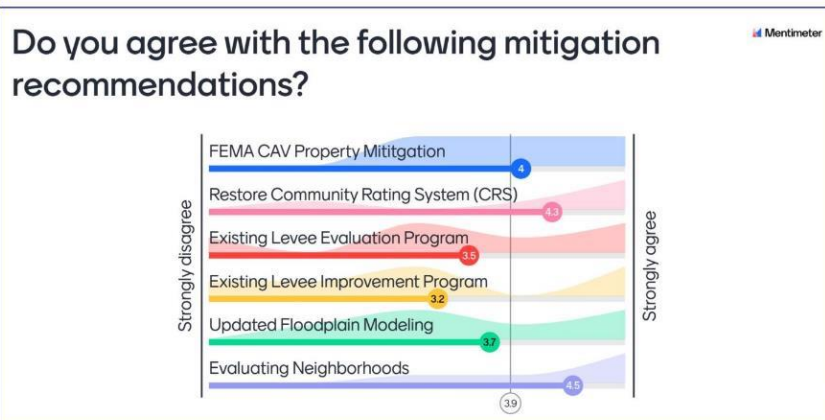 Do you agree with the following mitigation
recommendations?
Mentimeter
Strongly disagree
FEMA CAV Property Mititgation
4
Restore Community Rating System (CRS)
4.3
Existing Levee Evaluation Program
3.5
Existing Levee Improvement Program
3.2
Updated Floodplain Modeling
3.7
Evaluating Neighborhoods
4.5
3.9
Strongly agree